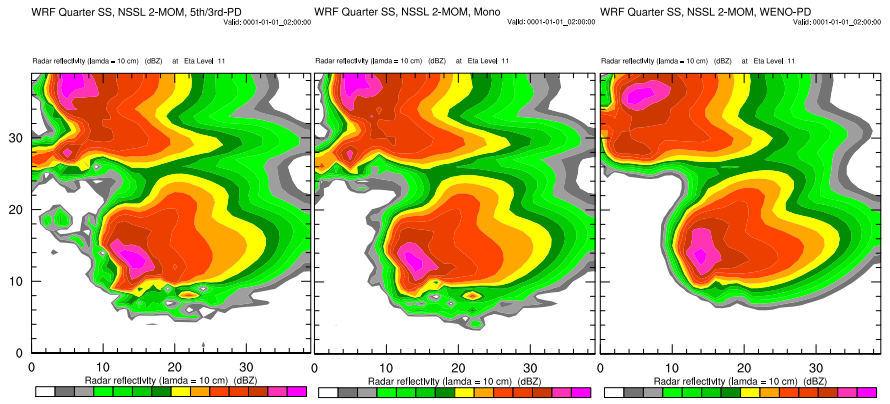 WRF Quarter SS, NSSL 2-MOM, 5th/3rd-PD
Valid: 0001-01-01_02:00:00
Radar reflectivity (lamda = 10 cm) (dBZ) at Eta Level 11
30
20
10
0
0 10 20 30
Radar reflectivity (lamda = 10 cm) (dBZ)
WRF Quarter SS, NSSL 2-MOM, Mono
Valid: 0001-01-01_02:00:00
Radar reflectivity (lamda = 10 cm) (dBZ) at Eta Level 11
0 10 20 30
Radar reflectivity (lamda = 10 cm) (dBZ)
WRF Quarter SS, NSSL 2-MOM, WENO-PD
Valid: 0001-01-01_02:00:00
Radar reflectivity (lamda = 10 cm) (dBZ) at Eta Level 11
0 10 20 30
Radar reflectivity (lamda = 10 cm) (dBZ)